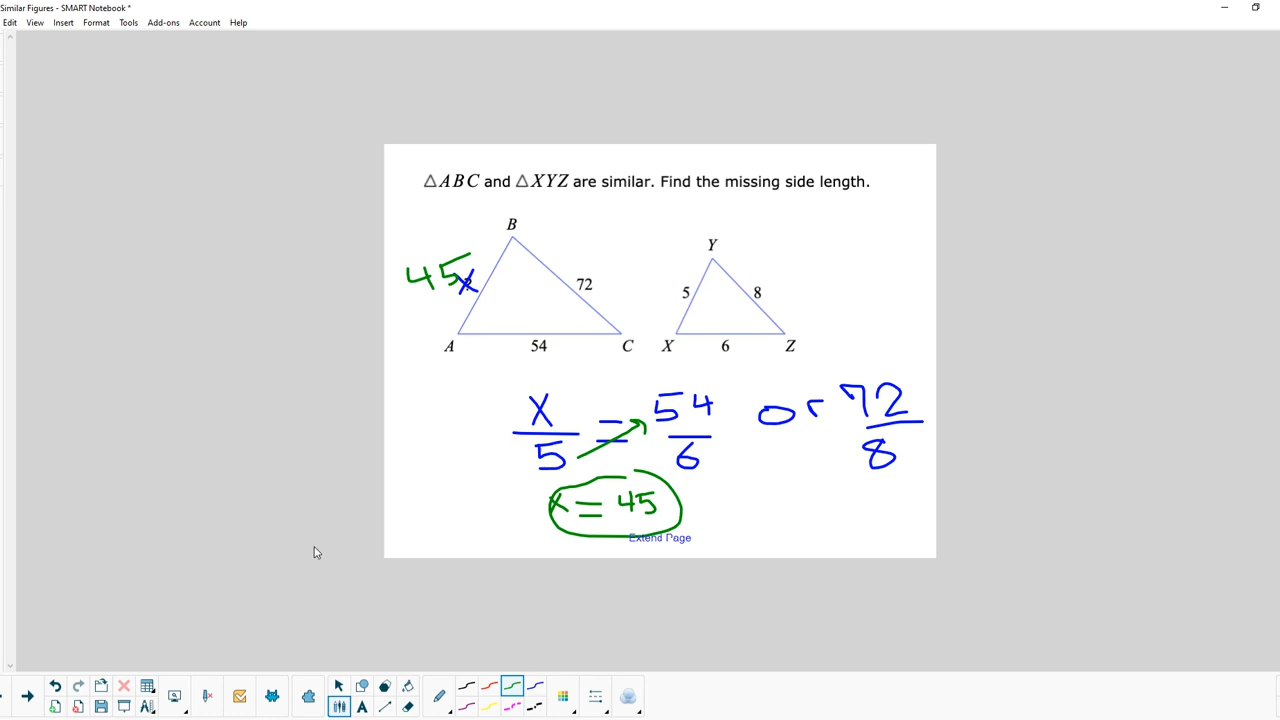 Similar Figures - SMART Notebook *
Edit View Insert Format Tools Add-ons Account Help
△ABC and △XYZ are similar. Find the missing side length.
B
Y
45 x
72
5
8
A
54
C
X
6
Z
x/5 = 54/6 or 72/8
x = 45
Extend Page
A